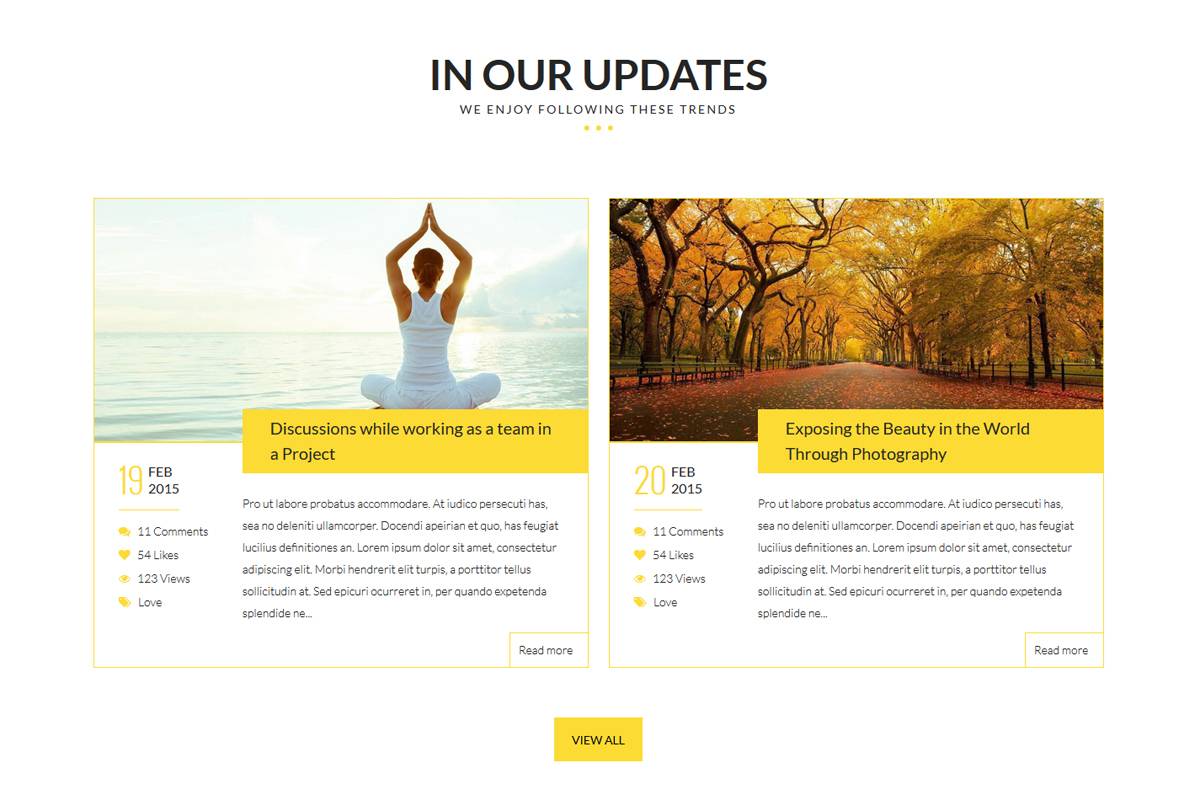 IN OUR UPDATES
WE ENJOY FOLLOWING THESE TRENDS
Discussions while working as a team in
a Project
19 FEB
2015
11 Comments
54 Likes
123 Views
Love
Pro ut labore probatus accommodare. At iudico persecuti has,
sea no deleniti ullamcorper. Docendi apeirian et quo, has feugiat
lucilius definitiones an. Lorem ipsum dolor sit amet, consectetur
adipiscing elit. Morbi hendrerit elit turpis, a porttitor tellus
sollicitudin at. Sed epicuri ocurreret in, per quando expetenda
splendide ne...
Read more
Exposing the Beauty in the World
Through Photography
20 FEB
2015
11 Comments
54 Likes
123 Views
Love
Pro ut labore probatus accommodare. At iudico persecuti has,
sea no deleniti ullamcorper. Docendi apeirian et quo, has feugiat
lucilius definitiones an. Lorem ipsum dolor sit amet, consectetur
adipiscing elit. Morbi hendrerit elit turpis, a porttitor tellus
sollicitudin at. Sed epicuri ocurreret in, per quando expetenda
splendide ne...
Read more
VIEW ALL